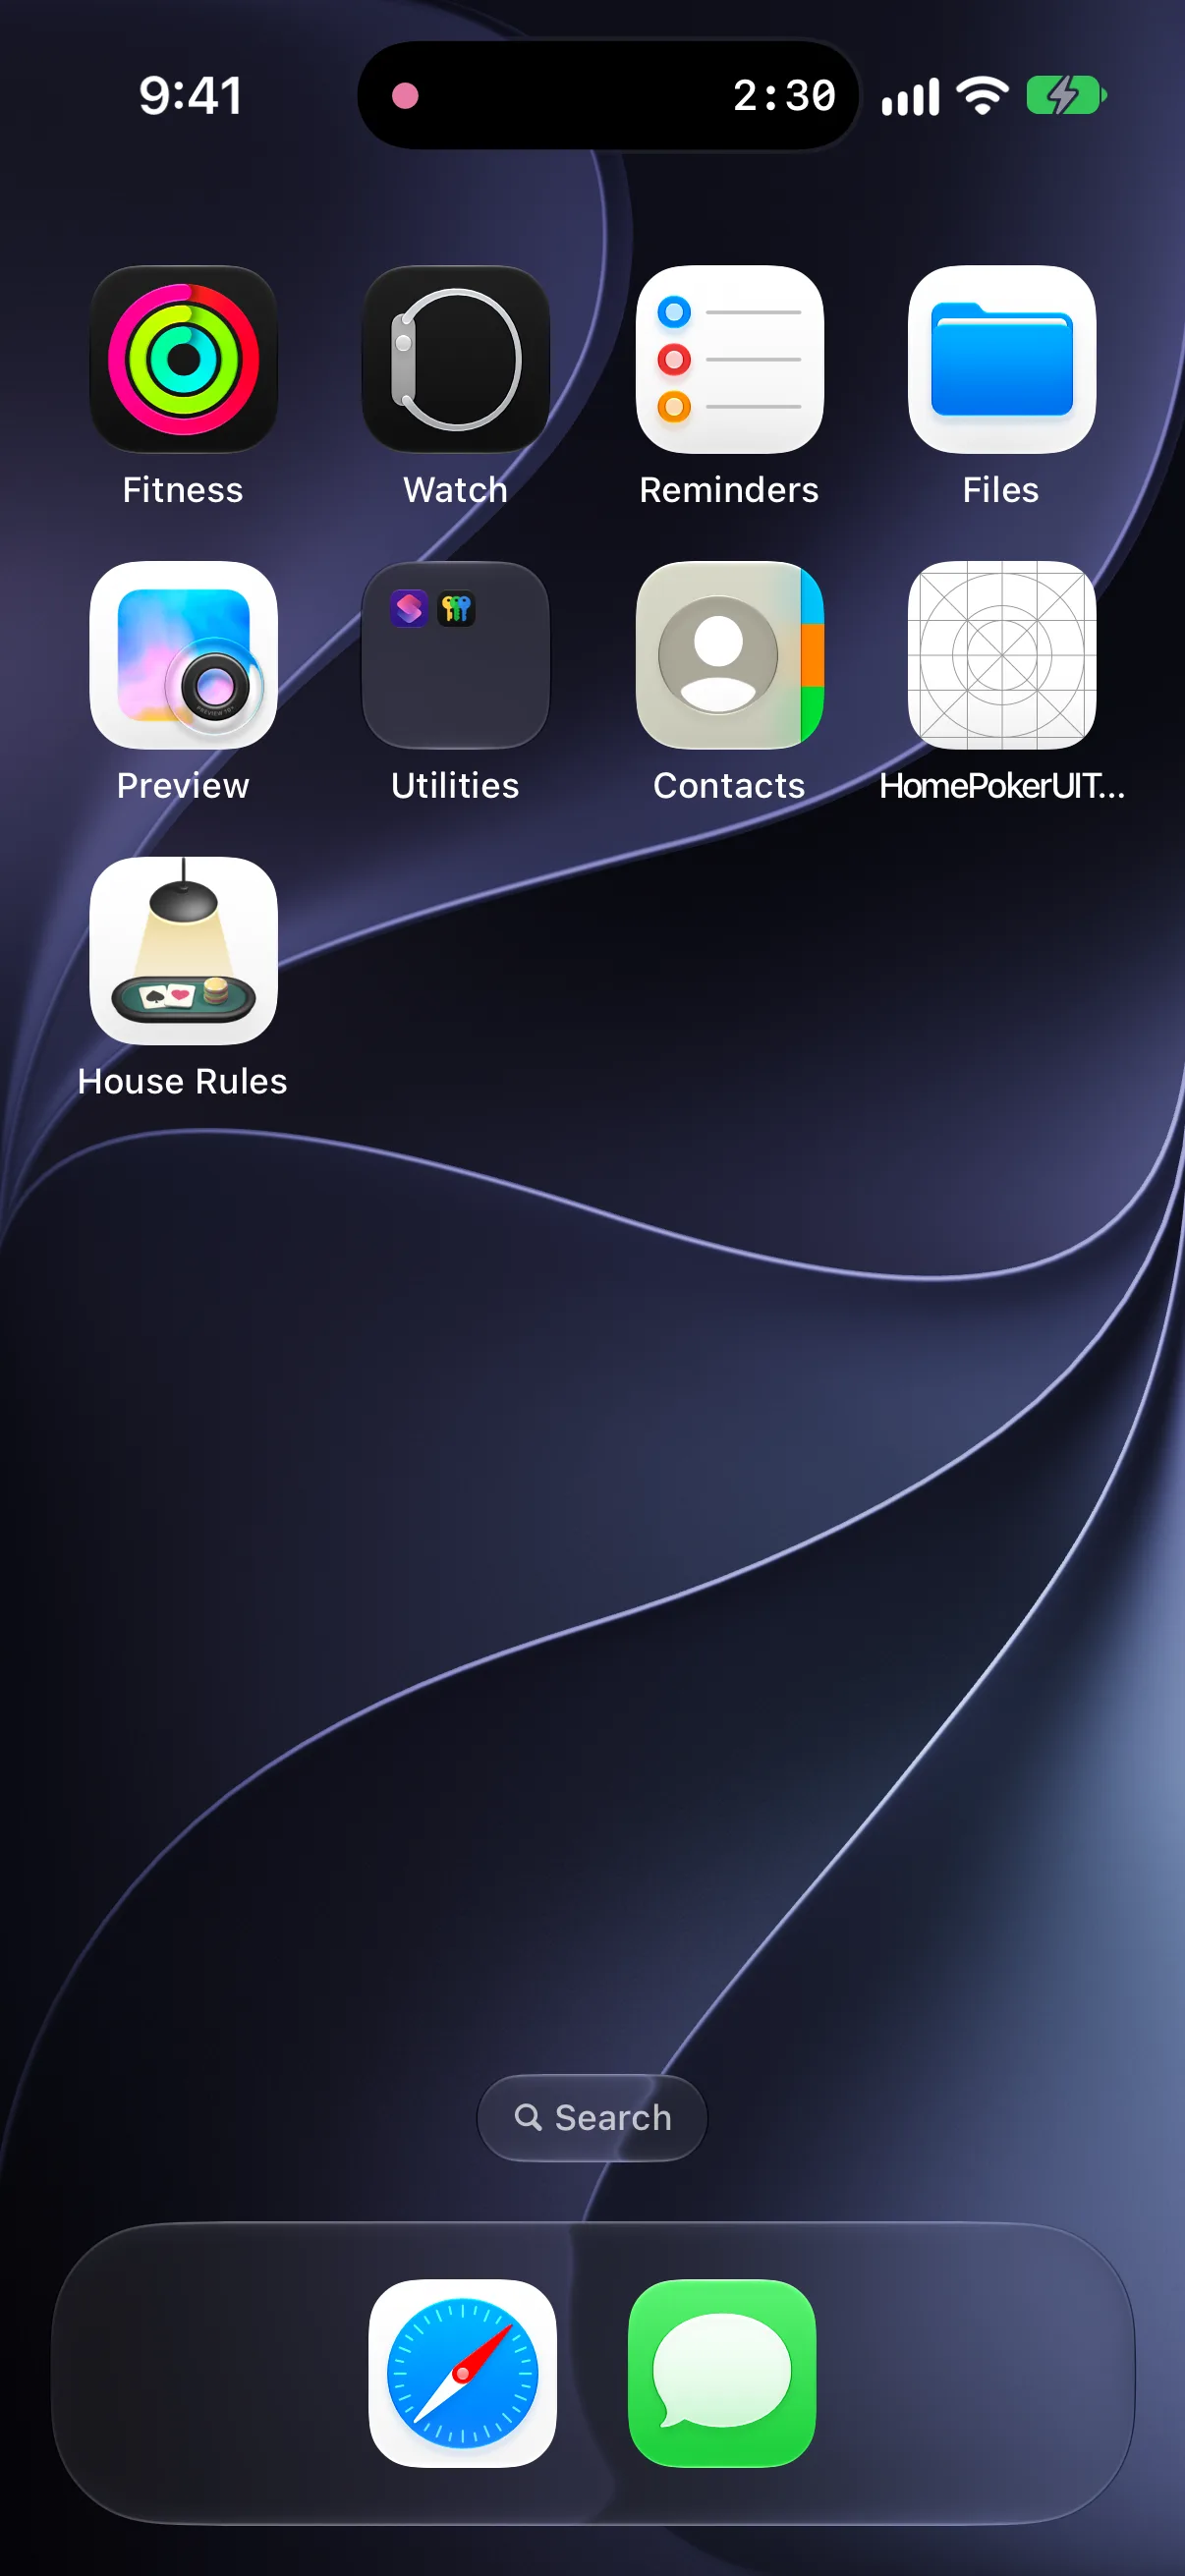 9:41
2:30
Fitness
Watch
Reminders
Files
Preview
Utilities
Contacts
HomePokerUIT...
House Rules
Search